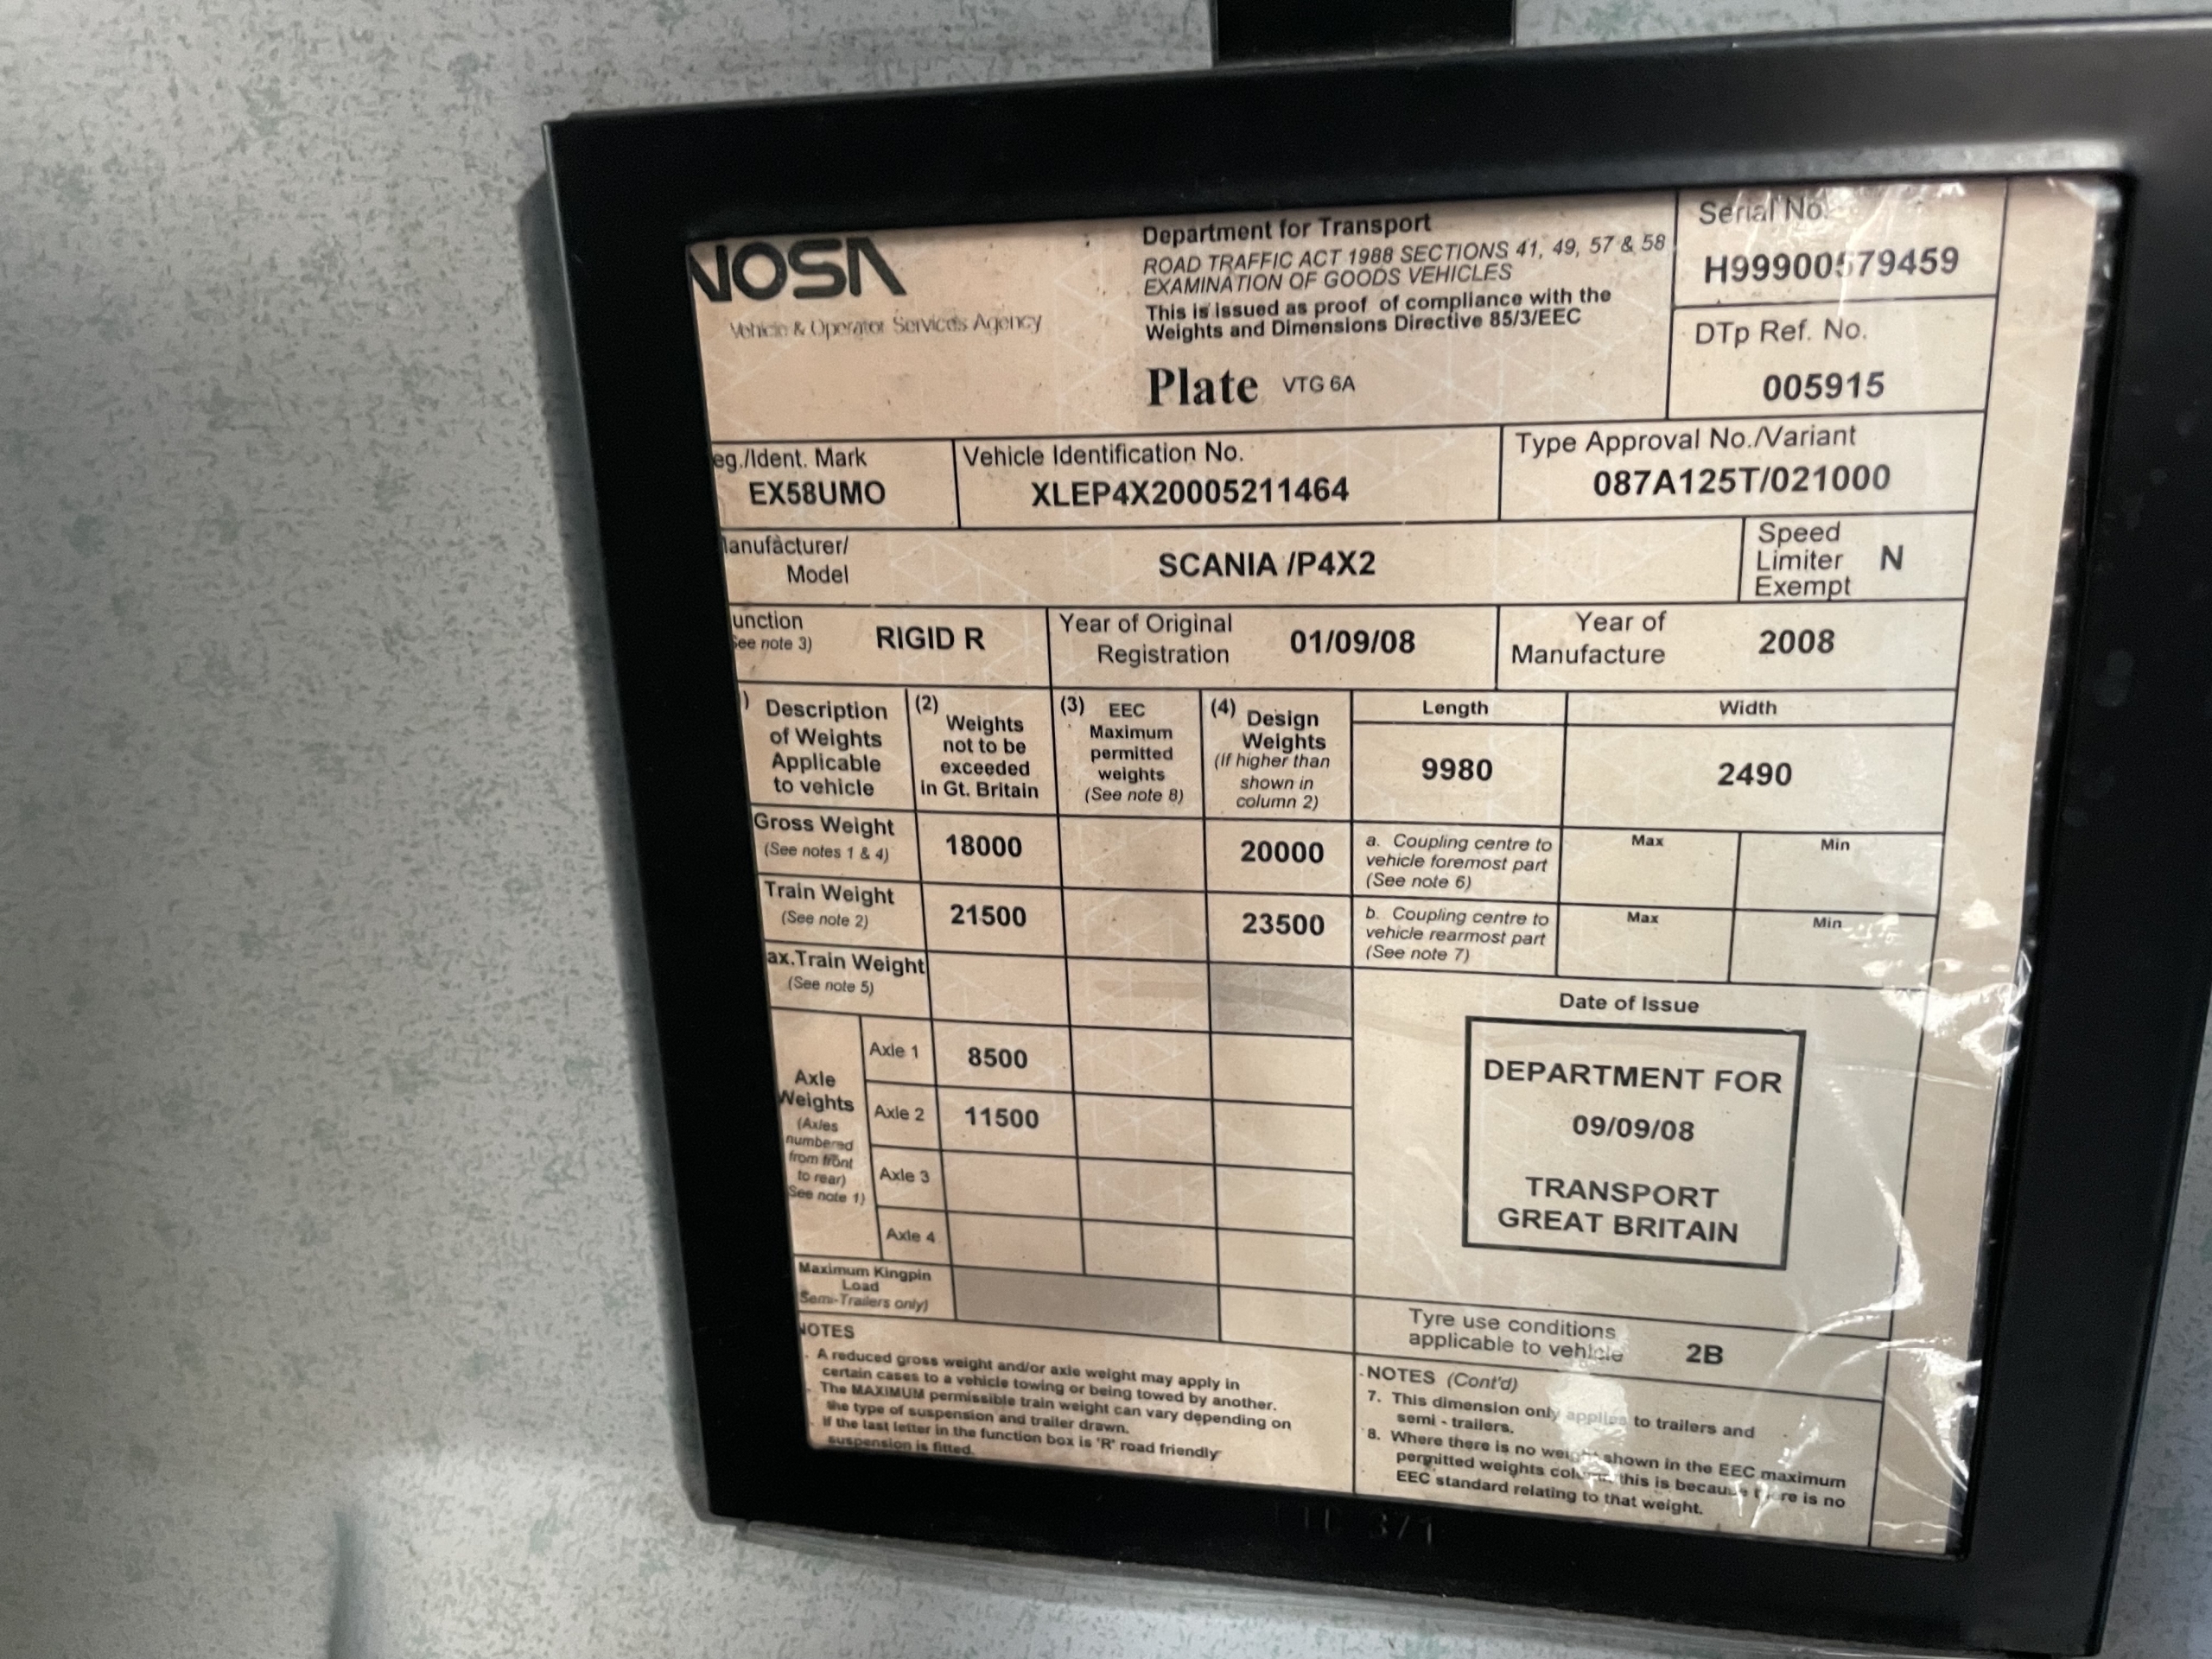 VOSA
Vehicle & Operator Services Agency
Department for Transport
ROAD TRAFFIC ACT 1988 SECTIONS 41, 49, 57 & 58
EXAMINATION OF GOODS VEHICLES
This is issued as proof of compliance with the
Weights and Dimensions Directive 85/3/EEC
Plate VTG 6A
Serial No.
H99900579459
DTp Ref. No.
005915
eg./Ident. Mark
EX58UMO
Vehicle Identification No.
XLEP4X20005211464
Type Approval No./Variant
087A125T/021000
anufacturer/
Model
SCANIA /P4X2
Speed
Limiter
Exempt
N
unction
See note 3)
RIGID R
Year of Original
Registration
01/09/08
Year of
Manufacture
2008
) Description
of Weights
Applicable
to vehicle
(2) Weights
not to be
exceeded
in Gt. Britain
(3) EEC
Maximum
permitted
weights
(See note 8)
(4) Design
Weights
(If higher than
shown in
column 2)
Length
9980
Width
2490
Gross Weight
(See notes 1 & 4)
18000
20000
a. Coupling centre to
vehicle foremost part
(See note 6)
Max
Min
Train Weight
(See note 2)
21500
23500
b. Coupling centre to
vehicle rearmost part
(See note 7)
Max
Min
ax.Train Weight
(See note 5)
Axle
Weights
(Axles
numbered
from front
to rear)
See note 1)
Axle 1
8500
Axle 2
11500
Axle 3
Axle 4
Maximum Kingpin
Load
Semi-Trailers only)
Date of Issue
DEPARTMENT FOR
09/09/08
TRANSPORT
GREAT BRITAIN
Tyre use conditions
applicable to vehicle
2B
NOTES
. A reduced gross weight and/or axle weight may apply in
certain cases to a vehicle towing or being towed by another.
. The MAXIMUM permissible train weight can vary depending on
the type of suspension and trailer drawn.
. If the last letter in the function box is 'R' road friendly
suspension is fitted.
NOTES (Cont'd)
7. This dimension only applies to trailers and
semi - trailers.
8. Where there is no weight shown in the EEC maximum
permitted weights column this is because there is no
EEC standard relating to that weight.